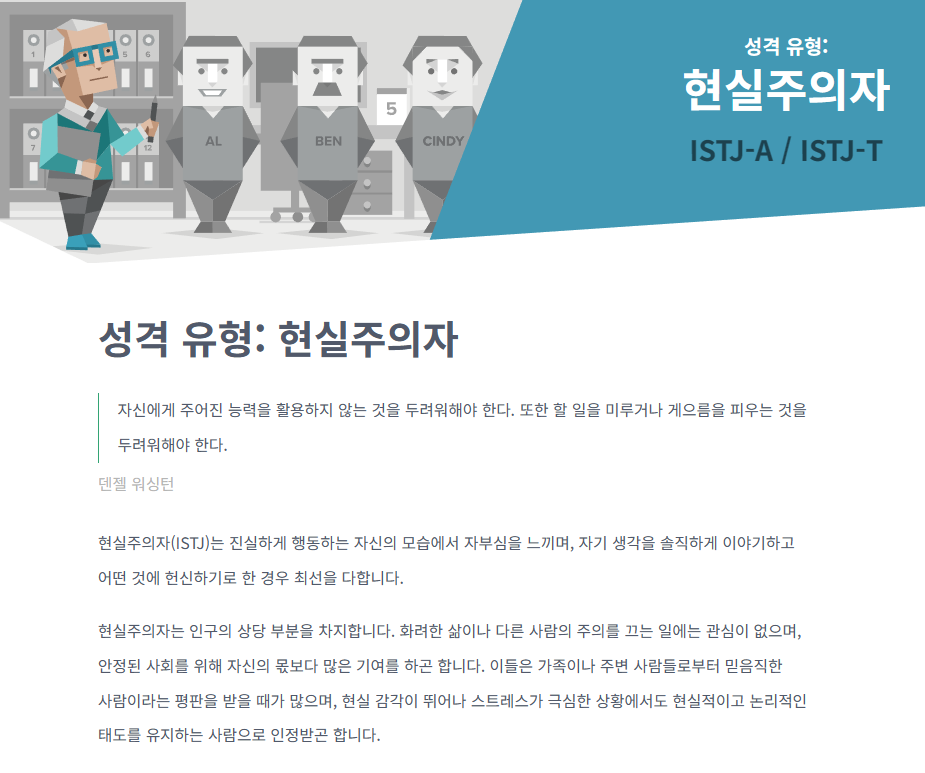 1
5
6
7
12
AL
BEN
5
CINDY
성격 유형:
현실주의자
ISTJ-A / ISTJ-T
성격 유형: 현실주의자
자신에게 주어진 능력을 활용하지 않는 것을 두려워해야 한다. 또한 할 일을 미루거나 게으름을 피우는 것을
두려워해야 한다.
덴젤 워싱턴
현실주의자(ISTJ)는 진실하게 행동하는 자신의 모습에서 자부심을 느끼며, 자기 생각을 솔직하게 이야기하고
어떤 것에 헌신하기로 한 경우 최선을 다합니다.
현실주의자는 인구의 상당 부분을 차지합니다. 화려한 삶이나 다른 사람의 주의를 끄는 일에는 관심이 없으며,
안정된 사회를 위해 자신의 몫보다 많은 기여를 하곤 합니다. 이들은 가족이나 주변 사람들로부터 믿음직한
사람이라는 평판을 받을 때가 많으며, 현실 감각이 뛰어나 스트레스가 극심한 상황에서도 현실적이고 논리적인
태도를 유지하는 사람으로 인정받곤 합니다.